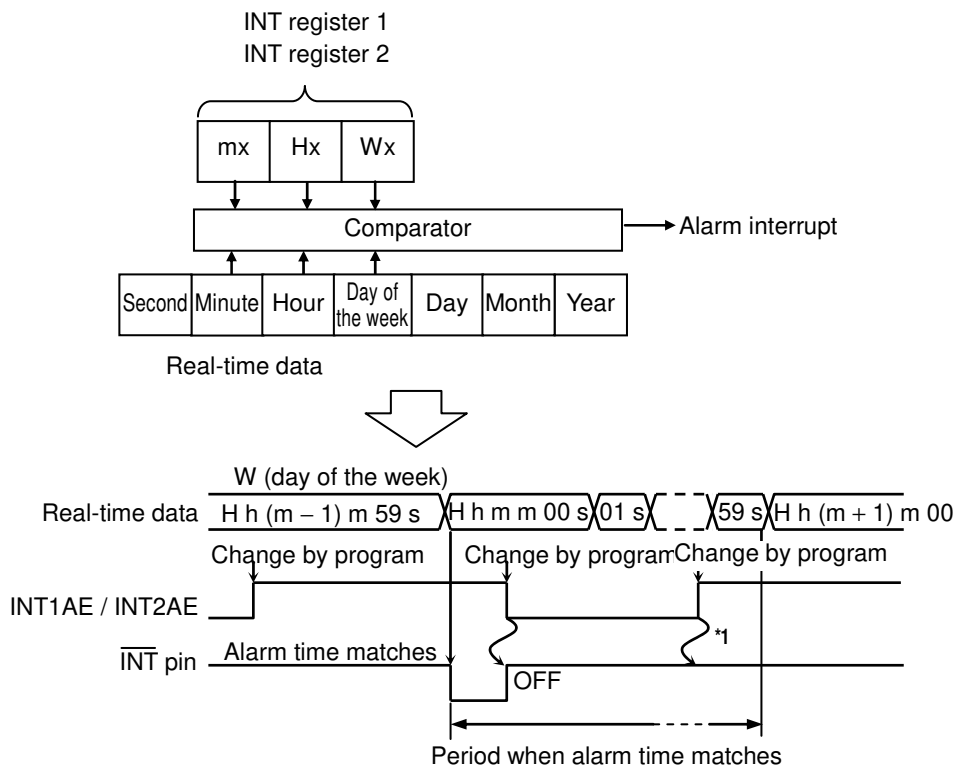 INT register 1
INT register 2
mx Hx Wx
Comparator
Alarm interrupt
Second Minute Hour Day of the week Day Month Year
Real-time data
W (day of the week)
Real-time data H h (m − 1) m 59 s H h m m 00 s 01 s 59 s H h (m + 1) m 00
Change by program Change by program Change by program
INT1AE / INT2AE
*1
INT pin Alarm time matches
OFF
Period when alarm time matches